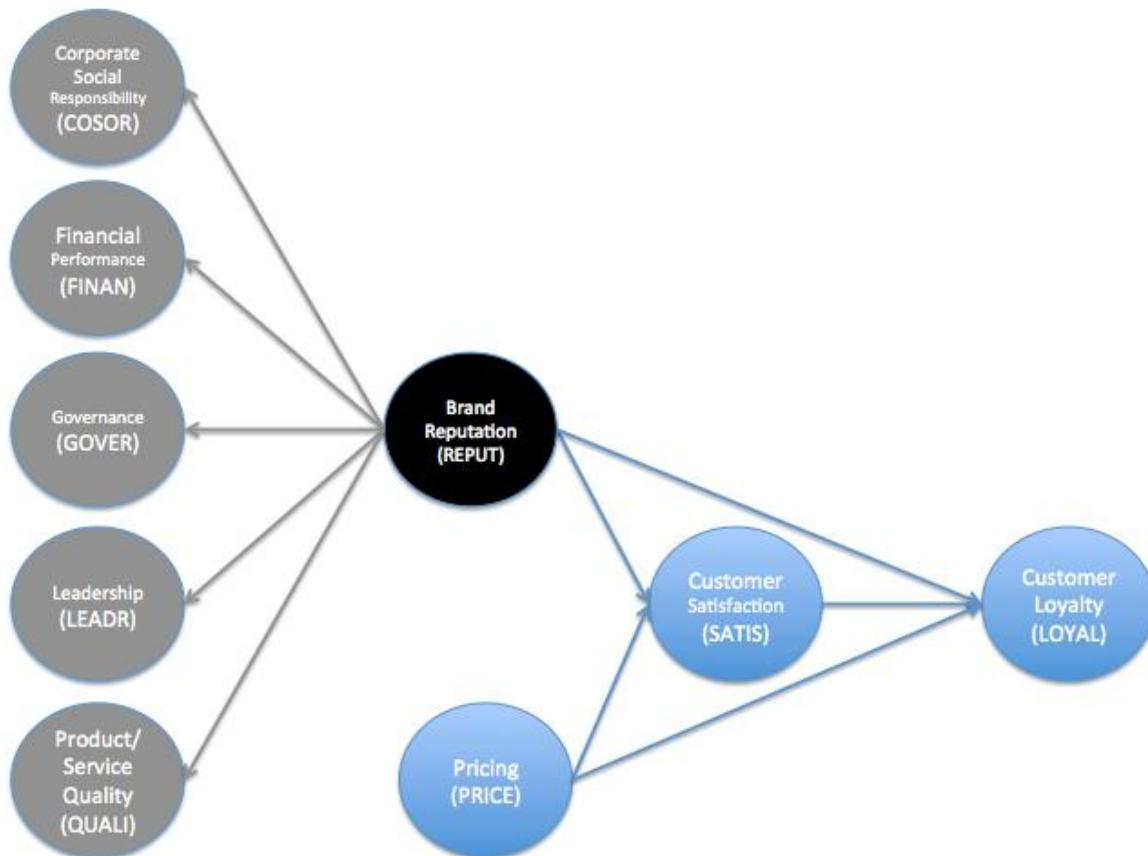 Corporate
Social
Responsibility
(COSOR)
Financial
Performance
(FINAN)
Governance
(GOVER)
Leadership
(LEADR)
Product/
Service
Quality
(QUALI)
Brand
Reputation
(REPUT)
Customer
Satisfaction
(SATIS)
Pricing
(PRICE)
Customer
Loyalty
(LOYAL)